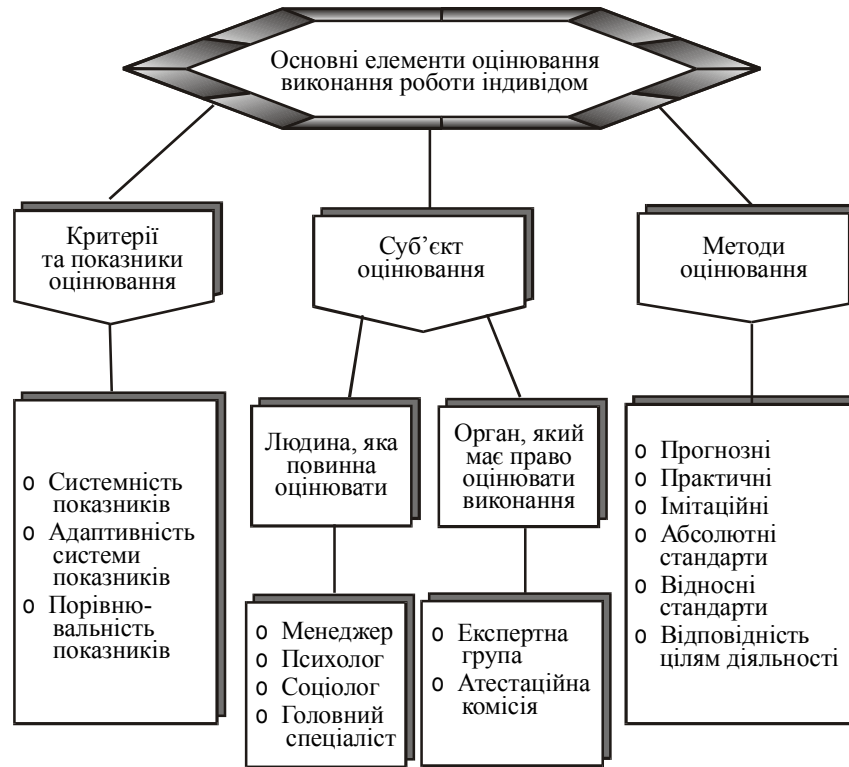 Основні елементи оцінювання
виконання роботи індивідом
Критерії
та показники
оцінювання
Суб’єкт
оцінювання
Методи
оцінювання
o Системність
показників
o Адаптивність
системи
показників
o Порівню-
вальність
показників
Людина, яка
повинна
оцінювати
Орган, який
має право
оцінювати
виконання
o Менеджер
o Психолог
o Соціолог
o Головний
спеціаліст
o Експертна
група
o Атестаційна
комісія
o Прогнозні
o Практичні
o Імітаційні
o Абсолютні
стандарти
o Відносні
стандарти
o Відповідність
цілям діяльності